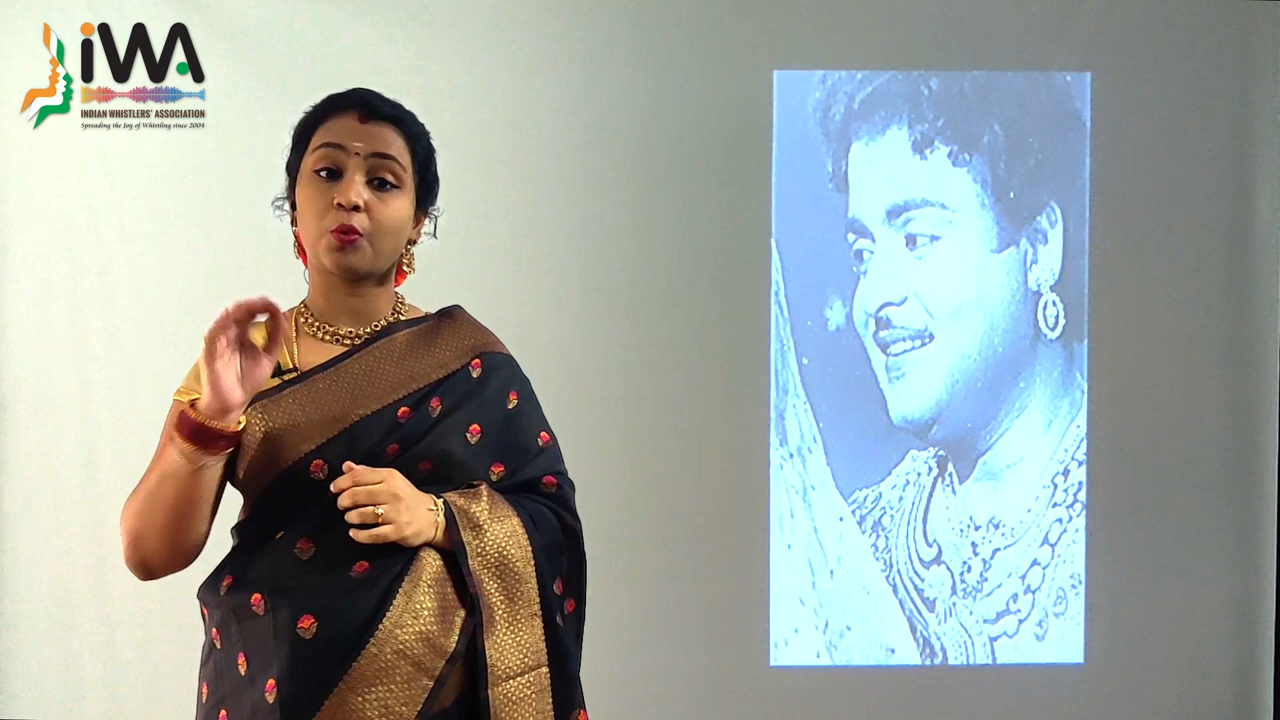 iWA
INDIAN WHISTLERS' ASSOCIATION
Spreading the Joy of Whistling since 2004